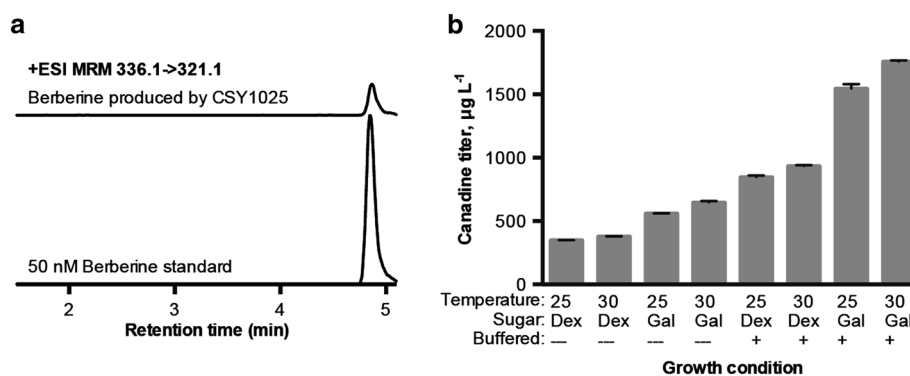 a
+ESI MRM 336.1->321.1
Berberine produced by CSY1025
50 nM Berberine standard
2 3 4 5
Retention time (min)
b
Canadine titer, µg L⁻¹
2000
1500
1000
500
0
Temperature: 25 30 25 30 25 30 25 30
Sugar: Dex Dex Gal Gal Dex Dex Gal Gal
Buffered: --- --- --- --- + + + +
Growth condition